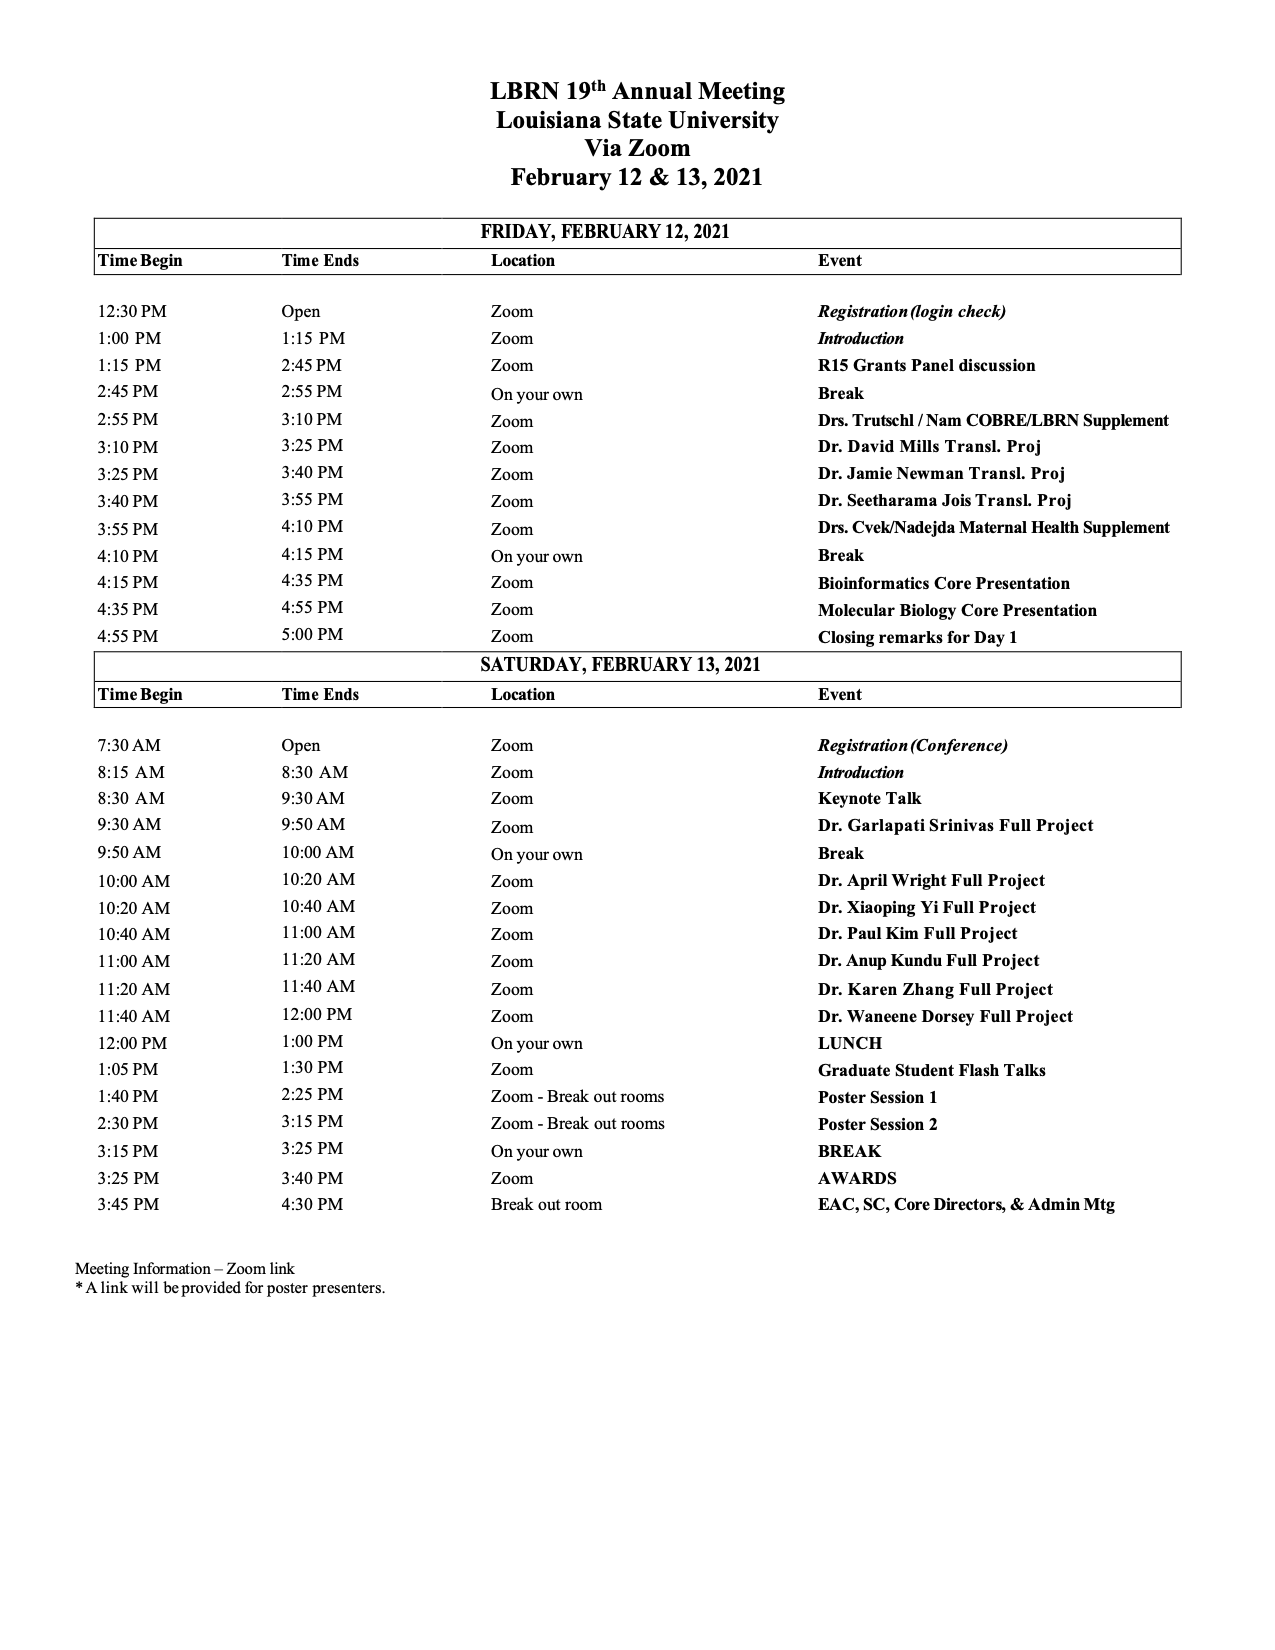 LBRN 19th Annual Meeting
Louisiana State University
Via Zoom
February 12 & 13, 2021
FRIDAY, FEBRUARY 12, 2021
Time Begin Time Ends Location Event
12:30 PM Open Zoom Registration (login check)
1:00 PM 1:15 PM Zoom Introduction
1:15 PM 2:45 PM Zoom R15 Grants Panel discussion
2:45 PM 2:55 PM On your own Break
2:55 PM 3:10 PM Zoom Drs. Trutschl / Nam COBRE/LBRN Supplement
3:10 PM 3:25 PM Zoom Dr. David Mills Transl. Proj
3:25 PM 3:40 PM Zoom Dr. Jamie Newman Transl. Proj
3:40 PM 3:55 PM Zoom Dr. Seetharama Jois Transl. Proj
3:55 PM 4:10 PM Zoom Drs. Cvek/Nadejda Maternal Health Supplement
4:10 PM 4:15 PM On your own Break
4:15 PM 4:35 PM Zoom Bioinformatics Core Presentation
4:35 PM 4:55 PM Zoom Molecular Biology Core Presentation
4:55 PM 5:00 PM Zoom Closing remarks for Day 1
SATURDAY, FEBRUARY 13, 2021
Time Begin Time Ends Location Event
7:30 AM Open Zoom Registration (Conference)
8:15 AM 8:30 AM Zoom Introduction
8:30 AM 9:30 AM Zoom Keynote Talk
9:30 AM 9:50 AM Zoom Dr. Garlapati Srinivas Full Project
9:50 AM 10:00 AM On your own Break
10:00 AM 10:20 AM Zoom Dr. April Wright Full Project
10:20 AM 10:40 AM Zoom Dr. Xiaoping Yi Full Project
10:40 AM 11:00 AM Zoom Dr. Paul Kim Full Project
11:00 AM 11:20 AM Zoom Dr. Anup Kundu Full Project
11:20 AM 11:40 AM Zoom Dr. Karen Zhang Full Project
11:40 AM 12:00 PM Zoom Dr. Waneene Dorsey Full Project
12:00 PM 1:00 PM On your own LUNCH
1:05 PM 1:30 PM Zoom Graduate Student Flash Talks
1:40 PM 2:25 PM Zoom - Break out rooms Poster Session 1
2:30 PM 3:15 PM Zoom - Break out rooms Poster Session 2
3:15 PM 3:25 PM On your own BREAK
3:25 PM 3:40 PM Zoom AWARDS
3:45 PM 4:30 PM Break out room EAC, SC, Core Directors, & Admin Mtg
Meeting Information – Zoom link
* A link will be provided for poster presenters.